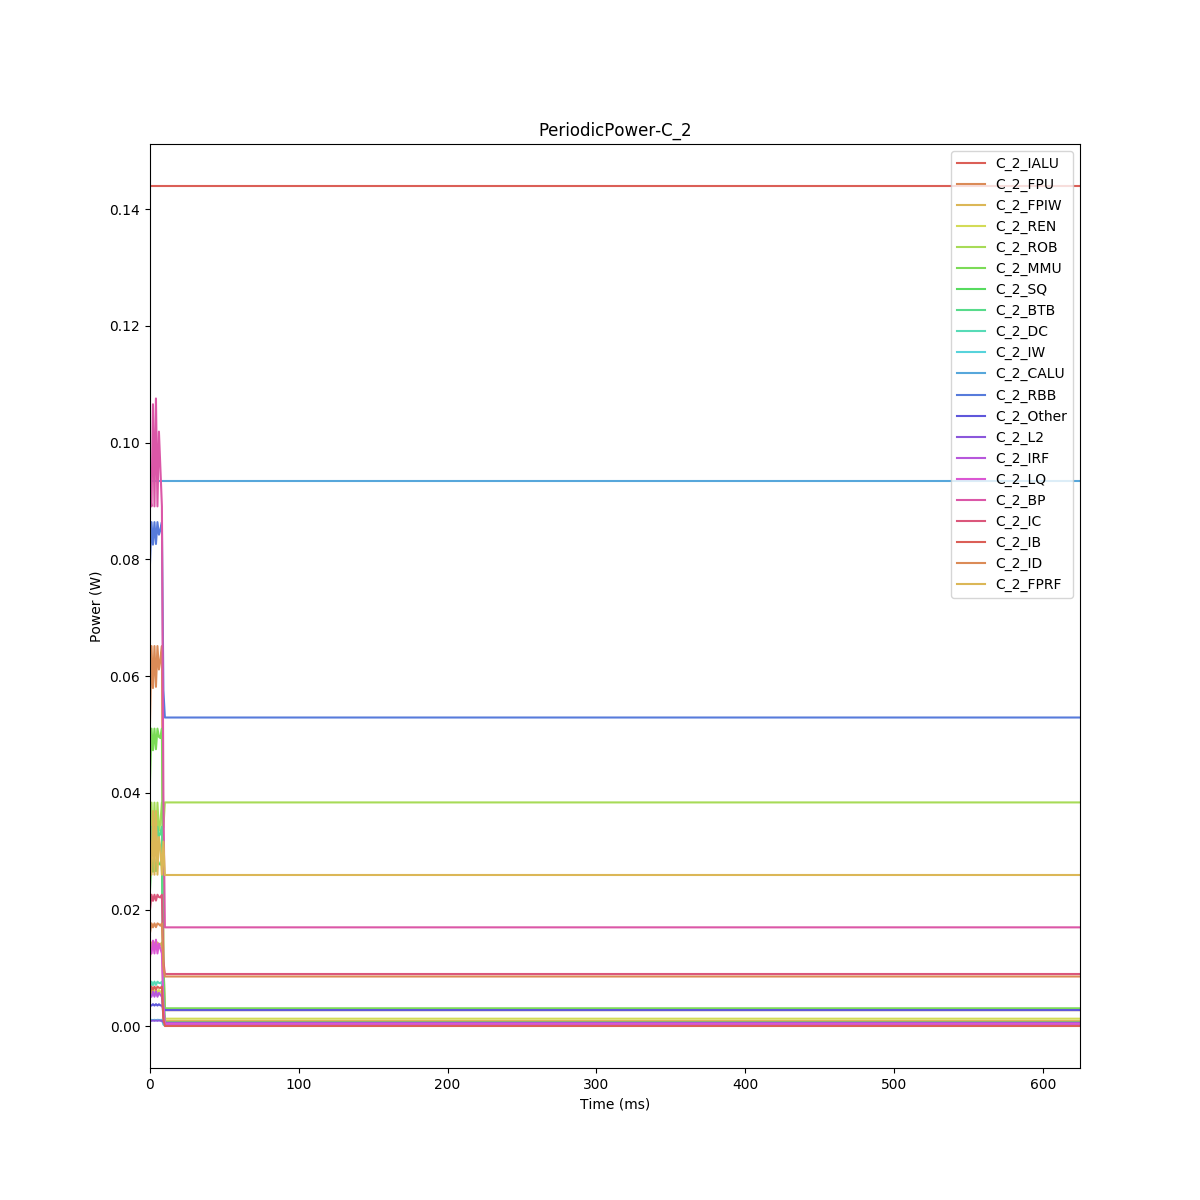 PeriodicPower-C_2
C_2_IALU
C_2_FPU
C_2_FPIW
C_2_REN
C_2_ROB
C_2_MMU
C_2_SQ
C_2_BTB
C_2_DC
C_2_IW
C_2_CALU
C_2_RBB
C_2_Other
C_2_L2
C_2_IRF
C_2_LQ
C_2_BP
C_2_IC
C_2_IB
C_2_ID
C_2_FPRF
0.14
0.12
0.10
0.08
0.06
0.04
0.02
0.00
Power (W)
0 100 200 300 400 500 600
Time (ms)